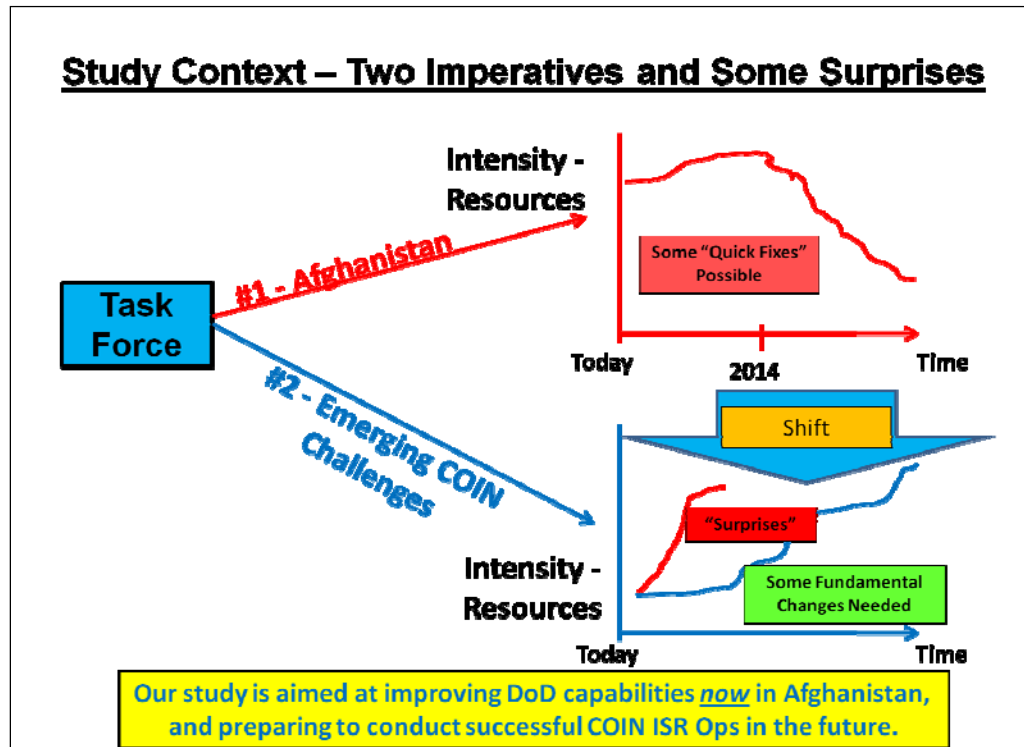 Study Context – Two Imperatives and Some Surprises
Intensity -
Resources
#1 - Afghanistan
Some “Quick Fixes”
Possible
Task
Force
Today
2014
Time
#2 - Emerging COIN
Challenges
Shift
“Surprises”
Intensity -
Resources
Some Fundamental
Changes Needed
Today
Time
Our study is aimed at improving DoD capabilities now in Afghanistan,
and preparing to conduct successful COIN ISR Ops in the future.